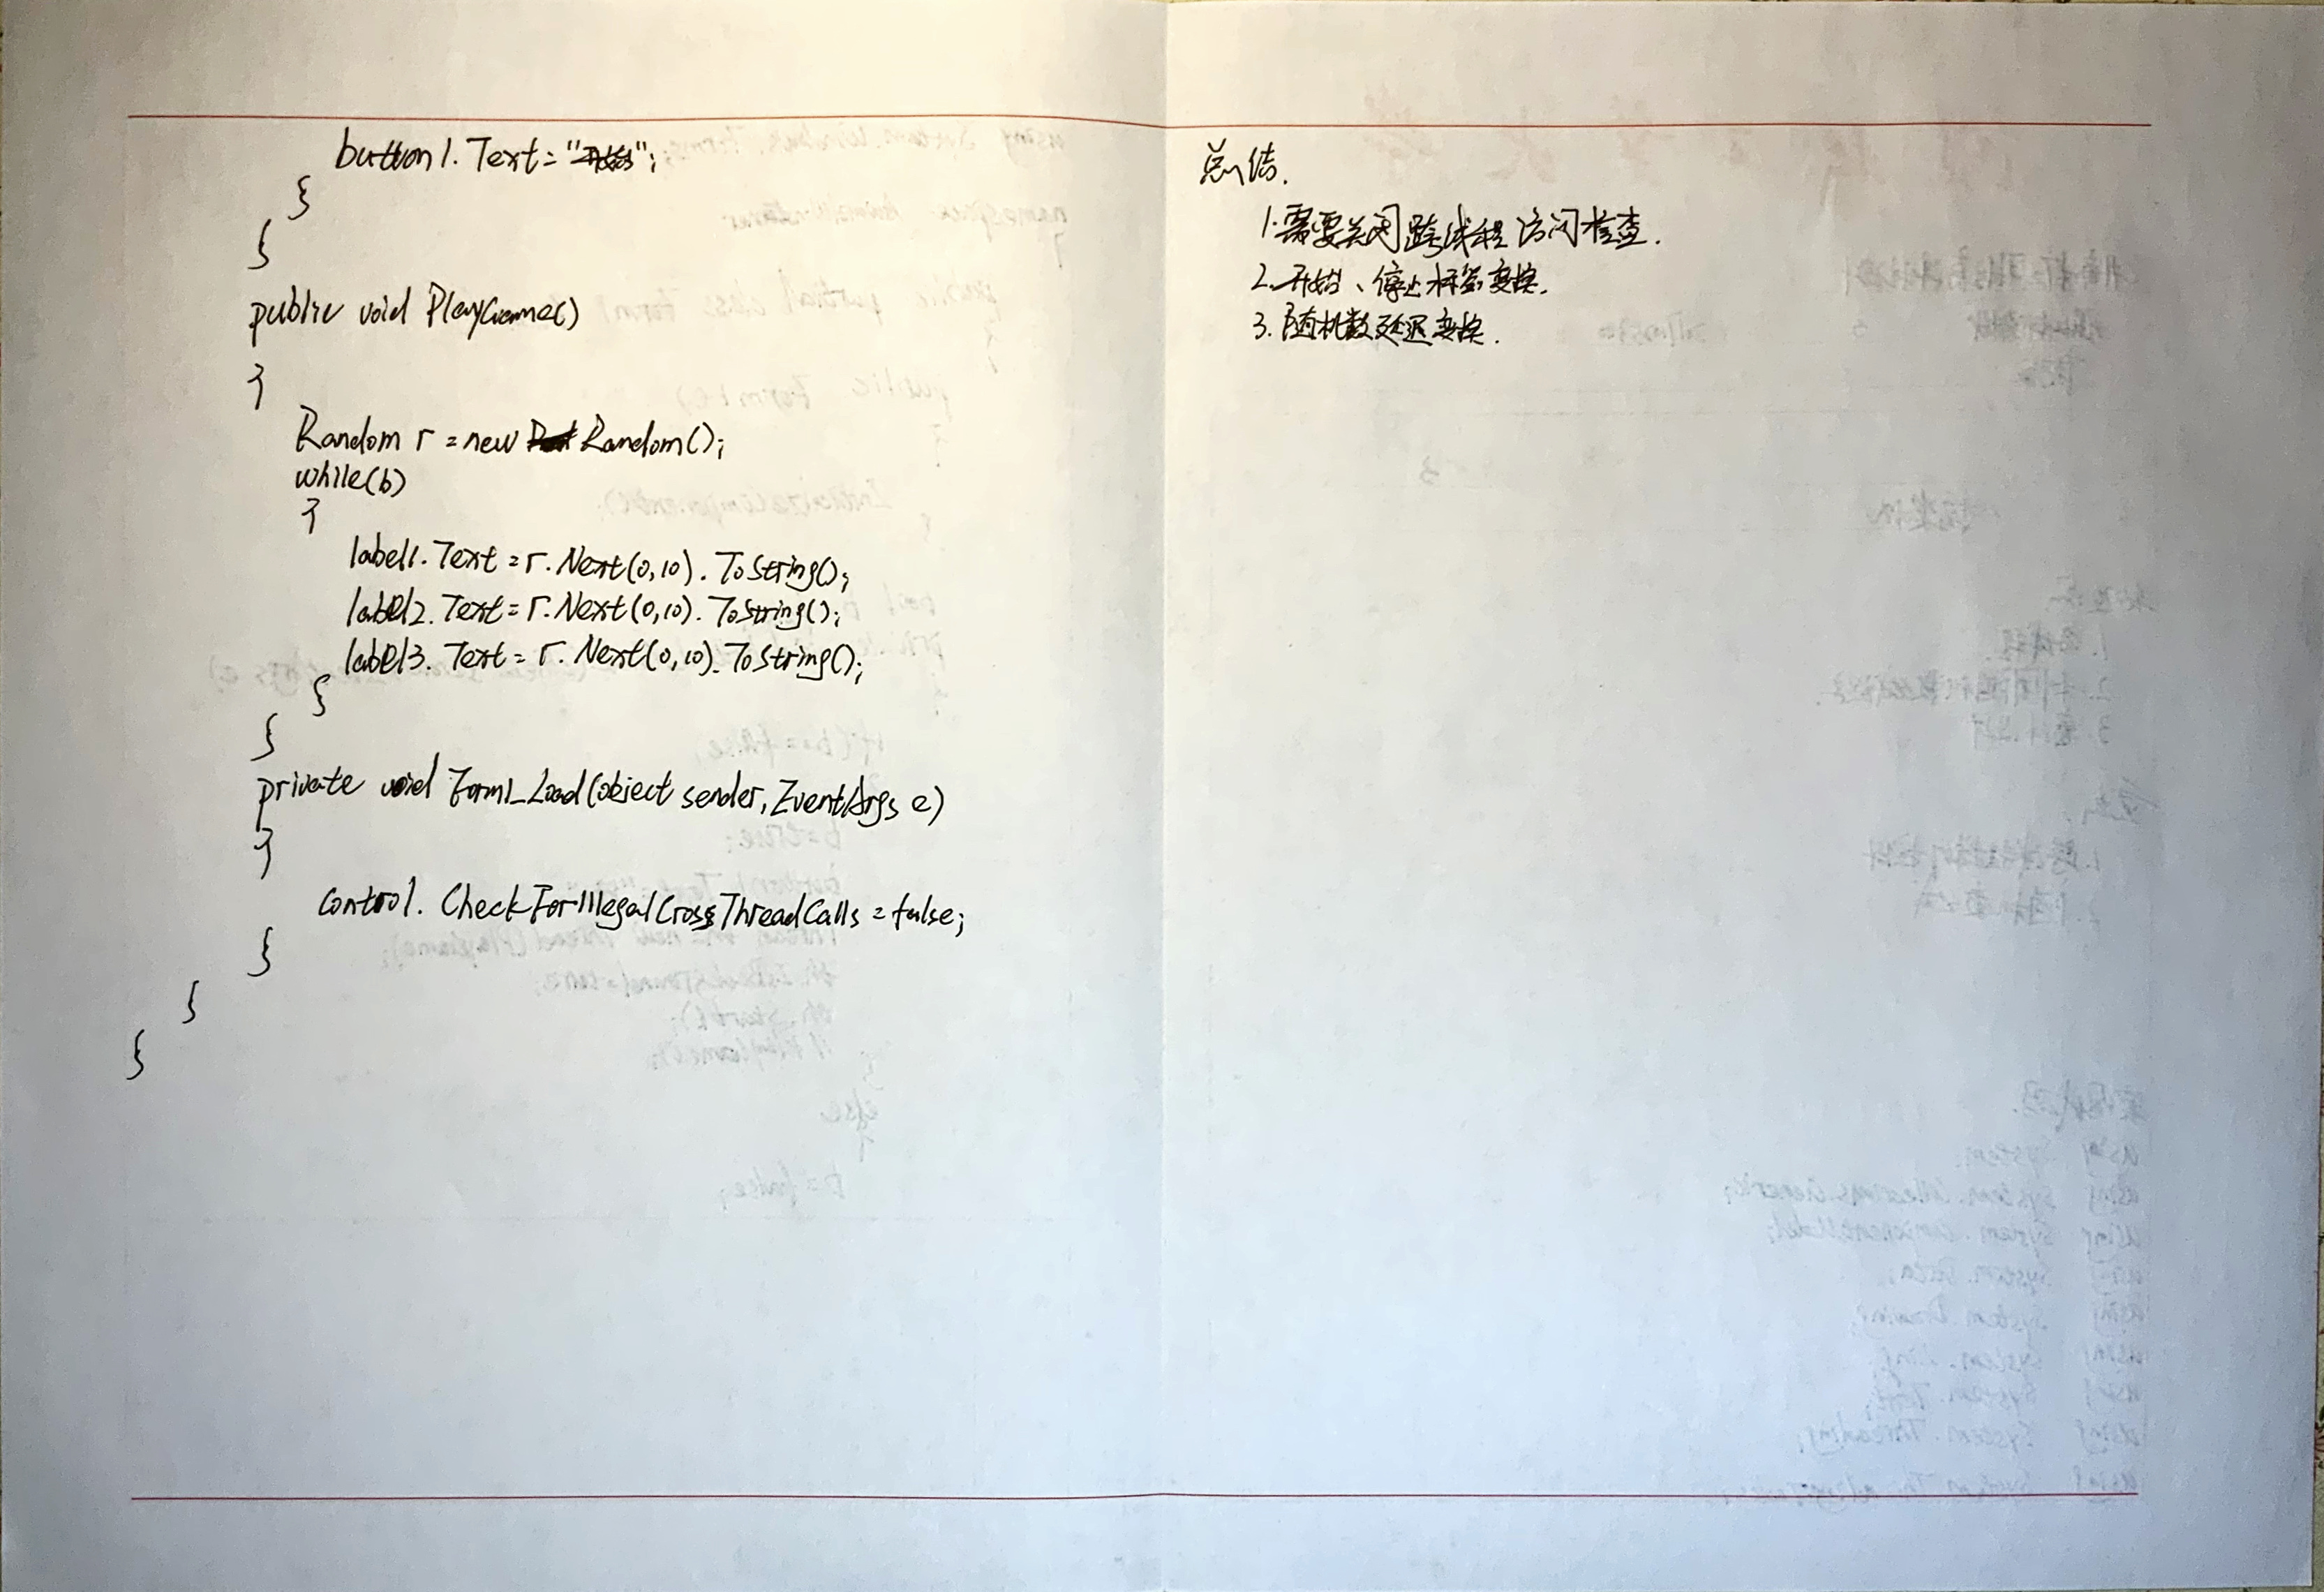 button1.Text="开始";
}
}
public void PlayGame()
{
Random r = new Random();
while(b)
{
label1.Text = r.Next(0,10).ToString();
label2.Text = r.Next(0,10).ToString();
label3.Text = r.Next(0,10).ToString();
}
}
private void Form1_Load(object sender, EventArgs e)
{
Control.CheckForIllegalCrossThreadCalls = false;
}
}
}
总结.
1.需要关闭跨线程访问检查.
2.开始、停止标签变换.
3.随机数延迟变换.